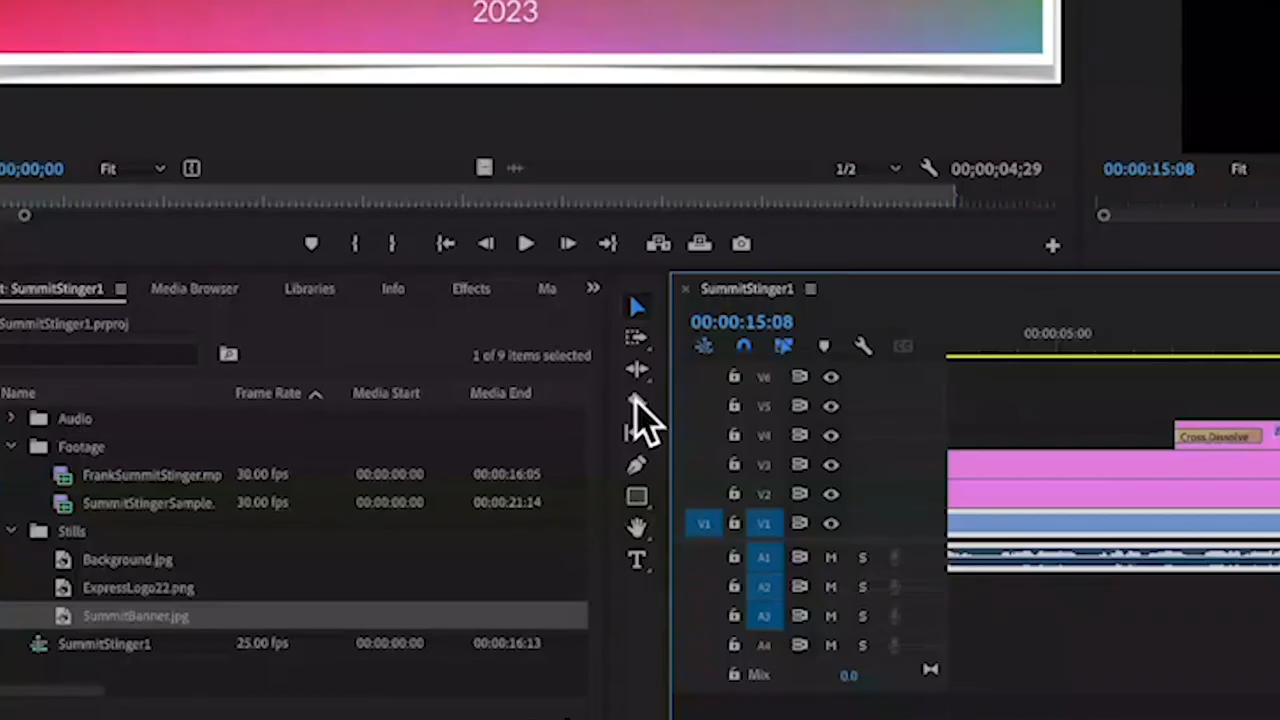 2023
00;00;00
Fit
1/2
00;00;04;29
00:00:15:08
Fit
t: SummitStinger1
Media Browser
Libraries
Info
Effects
Ma
SummitStinger1
SummitStinger1.prproj
00:00:15:08
00:00:05:00
1 of 9 items selected
Name
Frame Rate
Media Start
Media End
Audio
Footage
FrankSummitStinger.mp
30.00 fps
00:00:00:00
00:00:16:05
SummitStingerSample.
30.00 fps
00:00:00:00
00:00:21:14
Stills
Background.jpg
ExpressLogo22.png
SummitBanner.jpg
SummitStinger1
25.00 fps
00:00:00:00
00:00:16:13
T
V6
V5
V4
Cross Dissolve
V3
V2
V1
V1
A1
M
S
A2
M
S
A3
M
S
A4
M
S
Mix
0.0